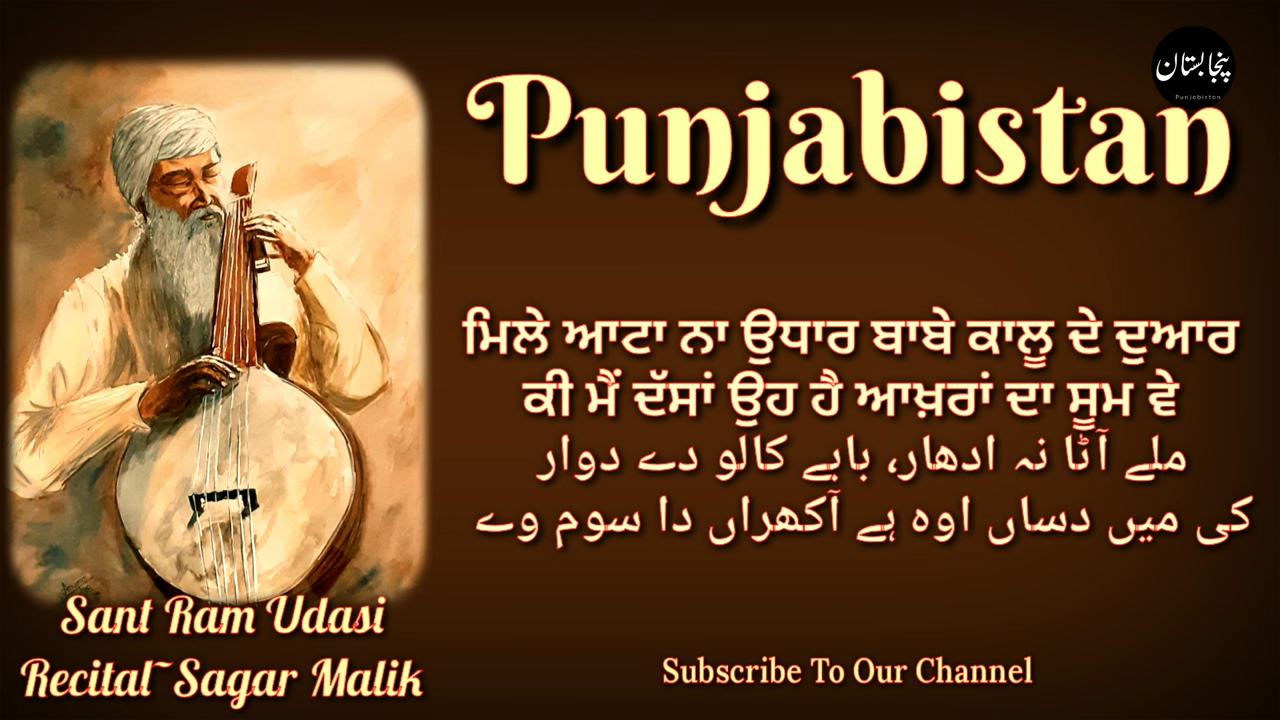 پنجابستان
Punjabistan
Punjabistan
ਮਿਲੇ ਆਟਾ ਨਾ ਉਧਾਰ ਬਾਬੇ ਕਾਲੂ ਦੇ ਦੁਆਰ
ਕੀ ਮੈਂ ਦੱਸਾਂ ਉਹ ਹੈ ਆਖ਼ਰਾਂ ਦਾ ਸੂਮ ਵੇ
ملے آٹا نہ ادھار، بابے کالو دے دوار
کی میں دساں اوہ ہے آکھراں دا سوم وے
Sant Ram Udasi
Recital~Sagar Malik
Subscribe To Our Channel